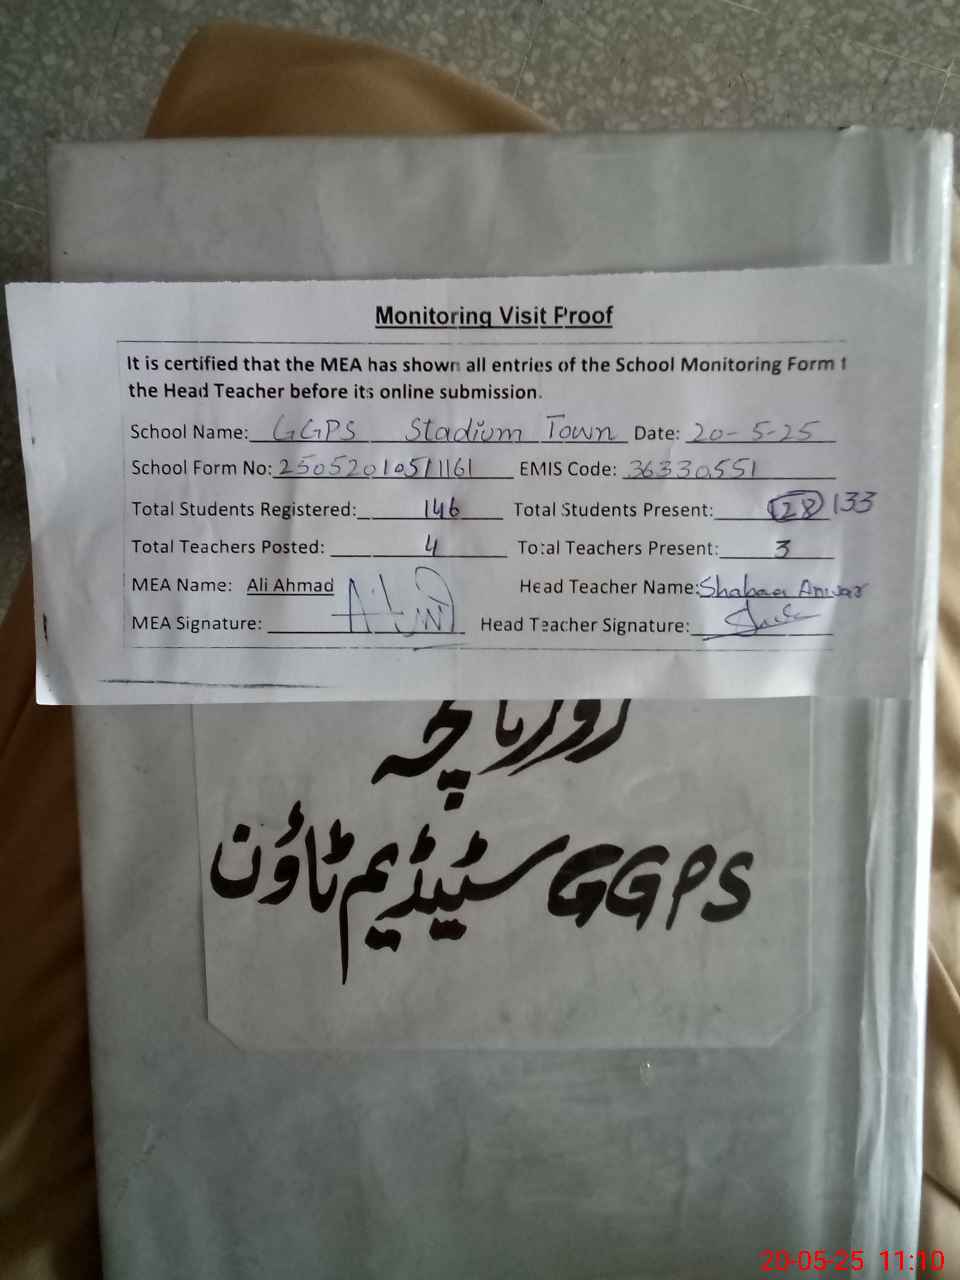 Monitoring Visit Proof
It is certified that the MEA has shown all entries of the School Monitoring Form t
the Head Teacher before its online submission.
School Name: GGPS Stadium Town Date: 20-5-25
School Form No: 25052010511161 EMIS Code: 36330551
Total Students Registered: 146 Total Students Present: 128 133
Total Teachers Posted: 4 Total Teachers Present: 3
MEA Name: Ali Ahmad Head Teacher Name: Anwar
MEA Signature: Head Teacher Signature:
روزنامچہ
GGPS سٹیڈیم ٹاؤن
20-05-25 11:10